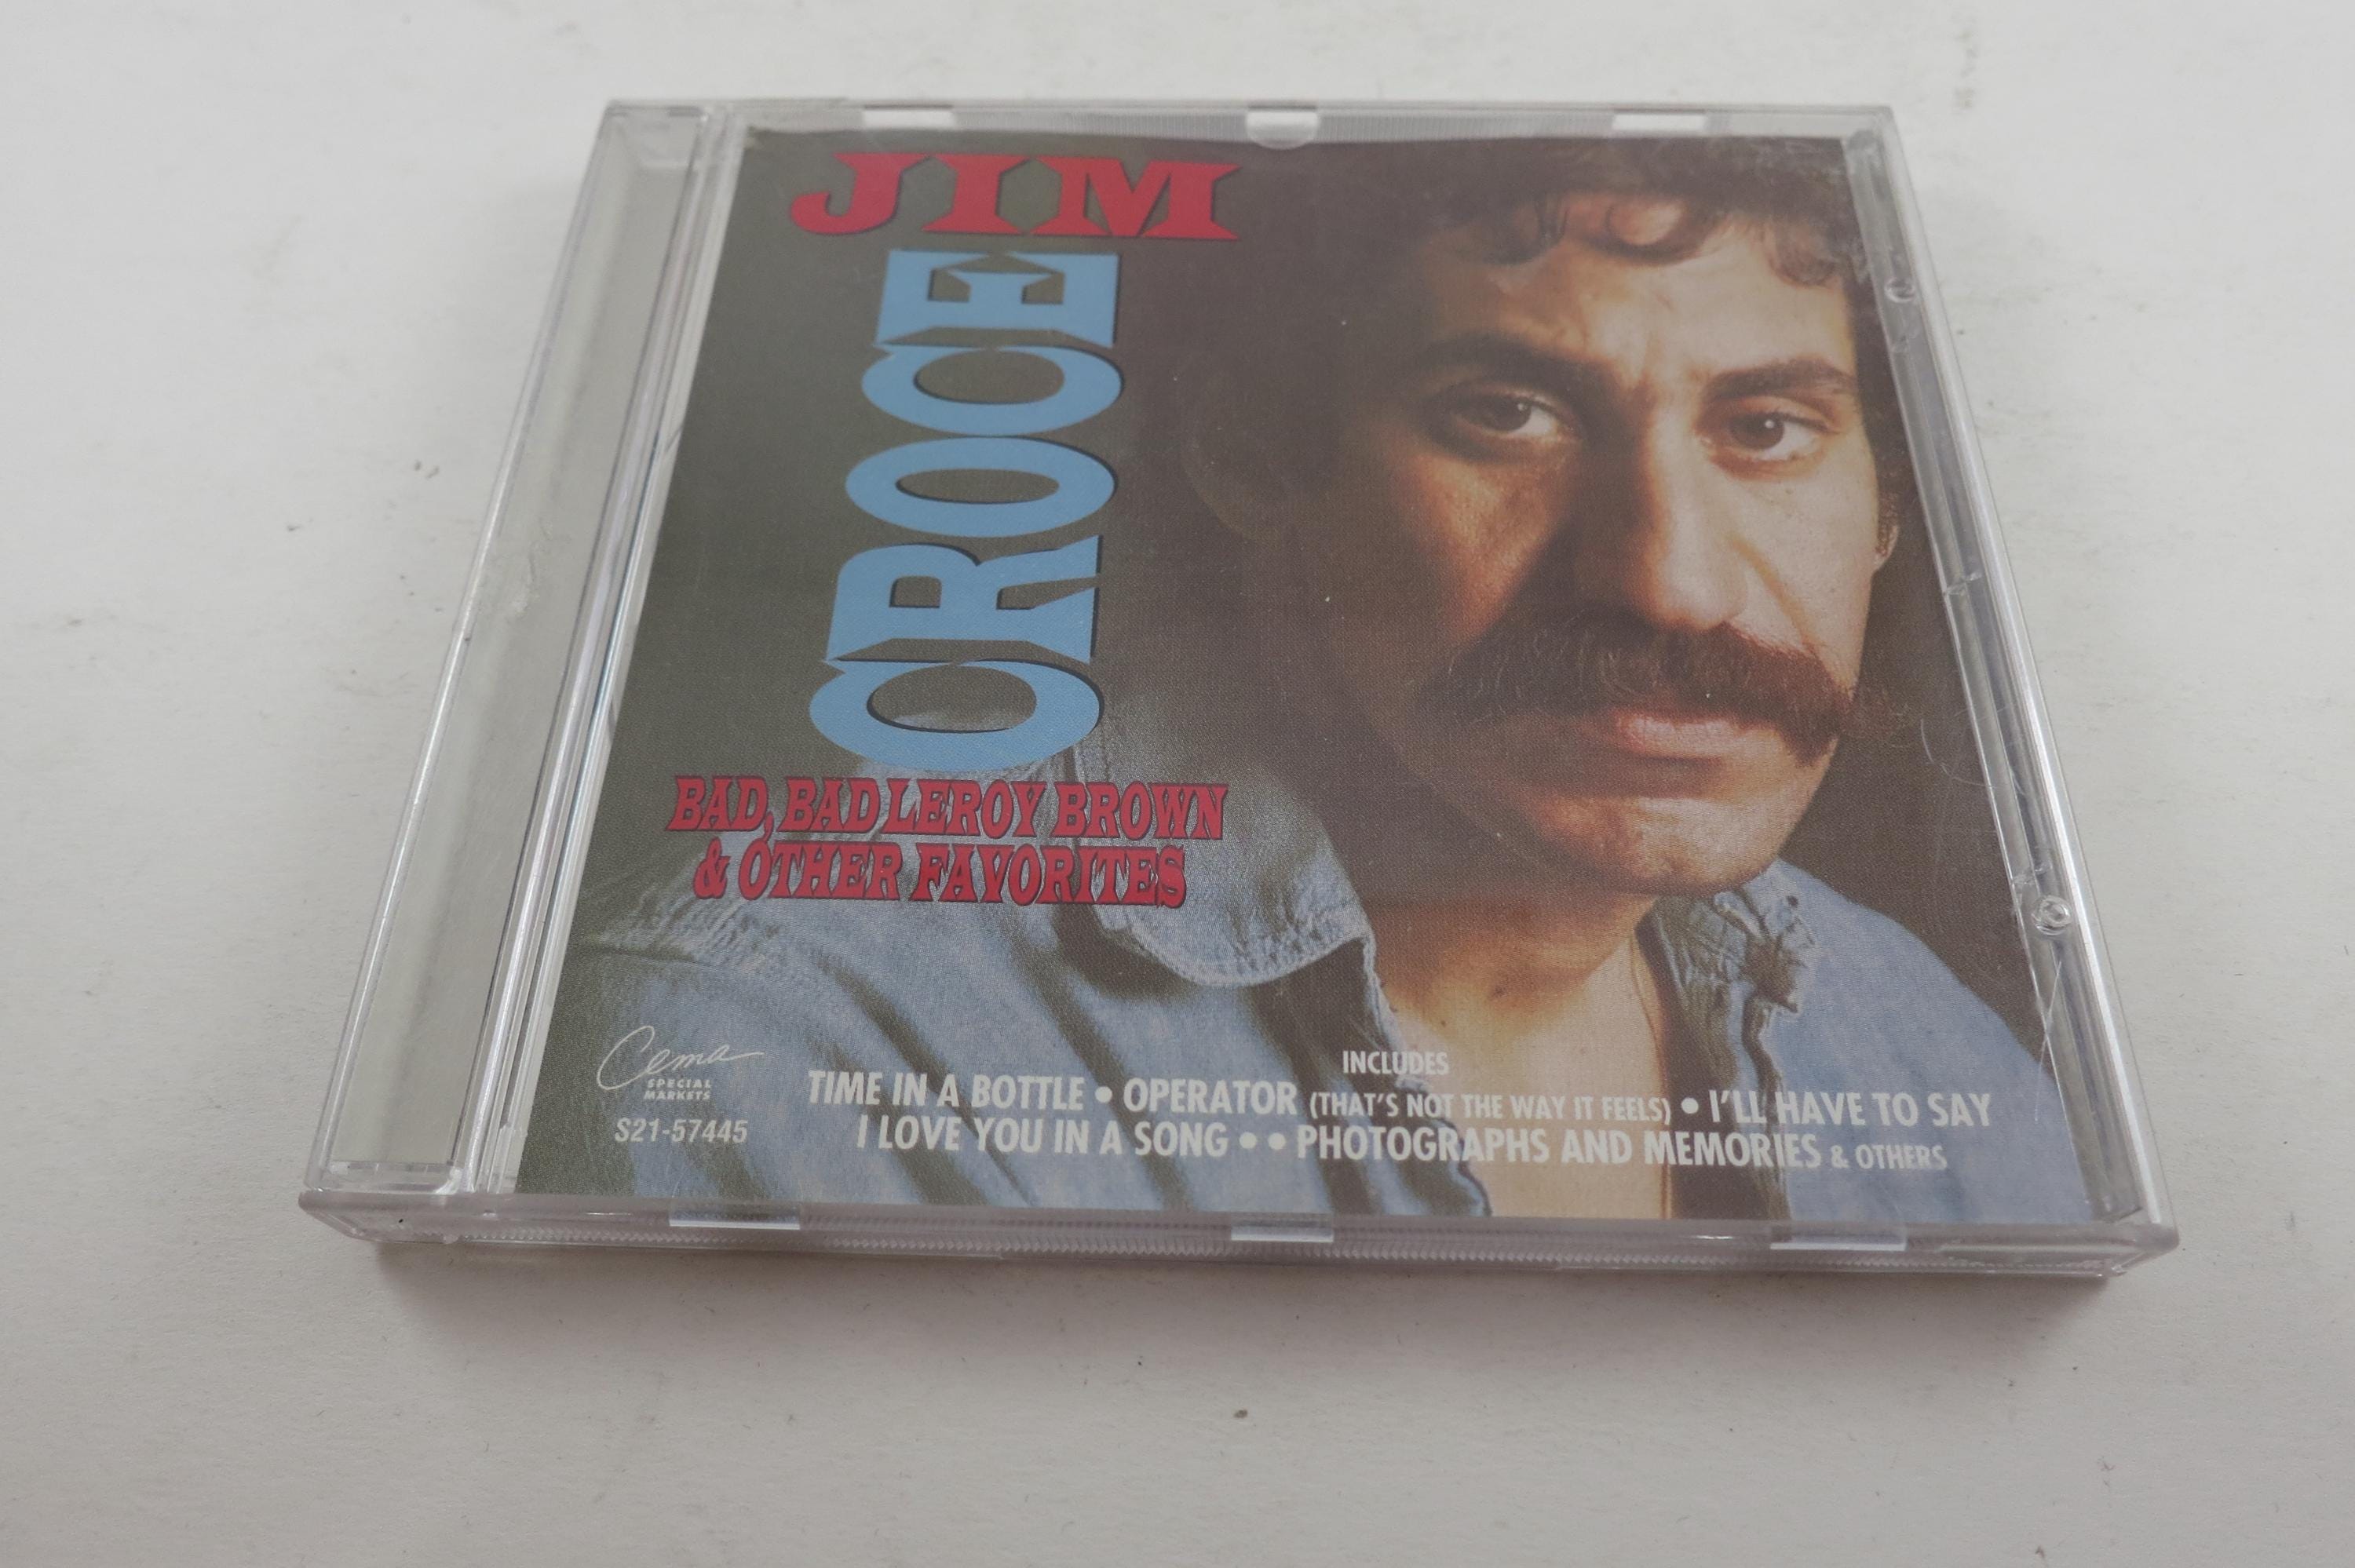 JIM
CROCE
BAD, BAD LEROY BROWN
& OTHER FAVORITES
Cema
SPECIAL
MARKETS
S21-57445
INCLUDES
TIME IN A BOTTLE • OPERATOR (THAT'S NOT THE WAY IT FEELS) • I'LL HAVE TO SAY
I LOVE YOU IN A SONG • • PHOTOGRAPHS AND MEMORIES & OTHERS